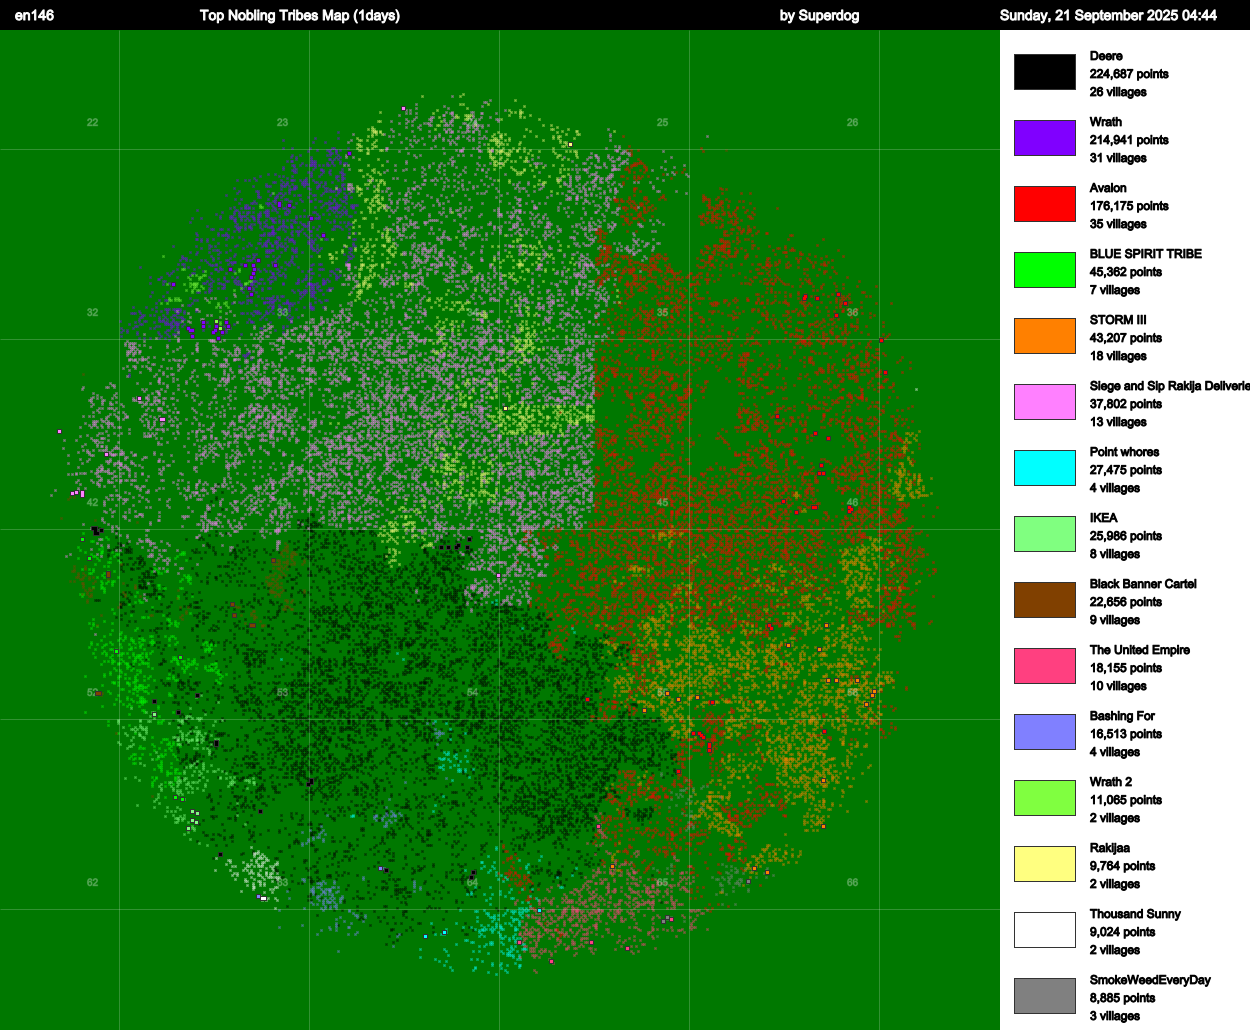 en146 Top Nobling Tribes Map (1days) by Superdog Sunday, 21 September 2025 04:44
22 23 25 26
32 33 35 36
42 45 46
52 53 54 55 56
62 63 64 65 66
Deere
224,687 points
26 villages
Wrath
214,941 points
31 villages
Avalon
176,175 points
35 villages
BLUE SPIRIT TRIBE
45,362 points
7 villages
STORM III
43,207 points
18 villages
Siege and Sip Rakija Deliverie
37,802 points
13 villages
Point whores
27,475 points
4 villages
IKEA
25,986 points
8 villages
Black Banner Cartel
22,656 points
9 villages
The United Empire
18,155 points
10 villages
Bashing For
16,513 points
4 villages
Wrath 2
11,065 points
2 villages
Rakijaa
9,764 points
2 villages
Thousand Sunny
9,024 points
2 villages
SmokeWeedEveryDay
8,885 points
3 villages